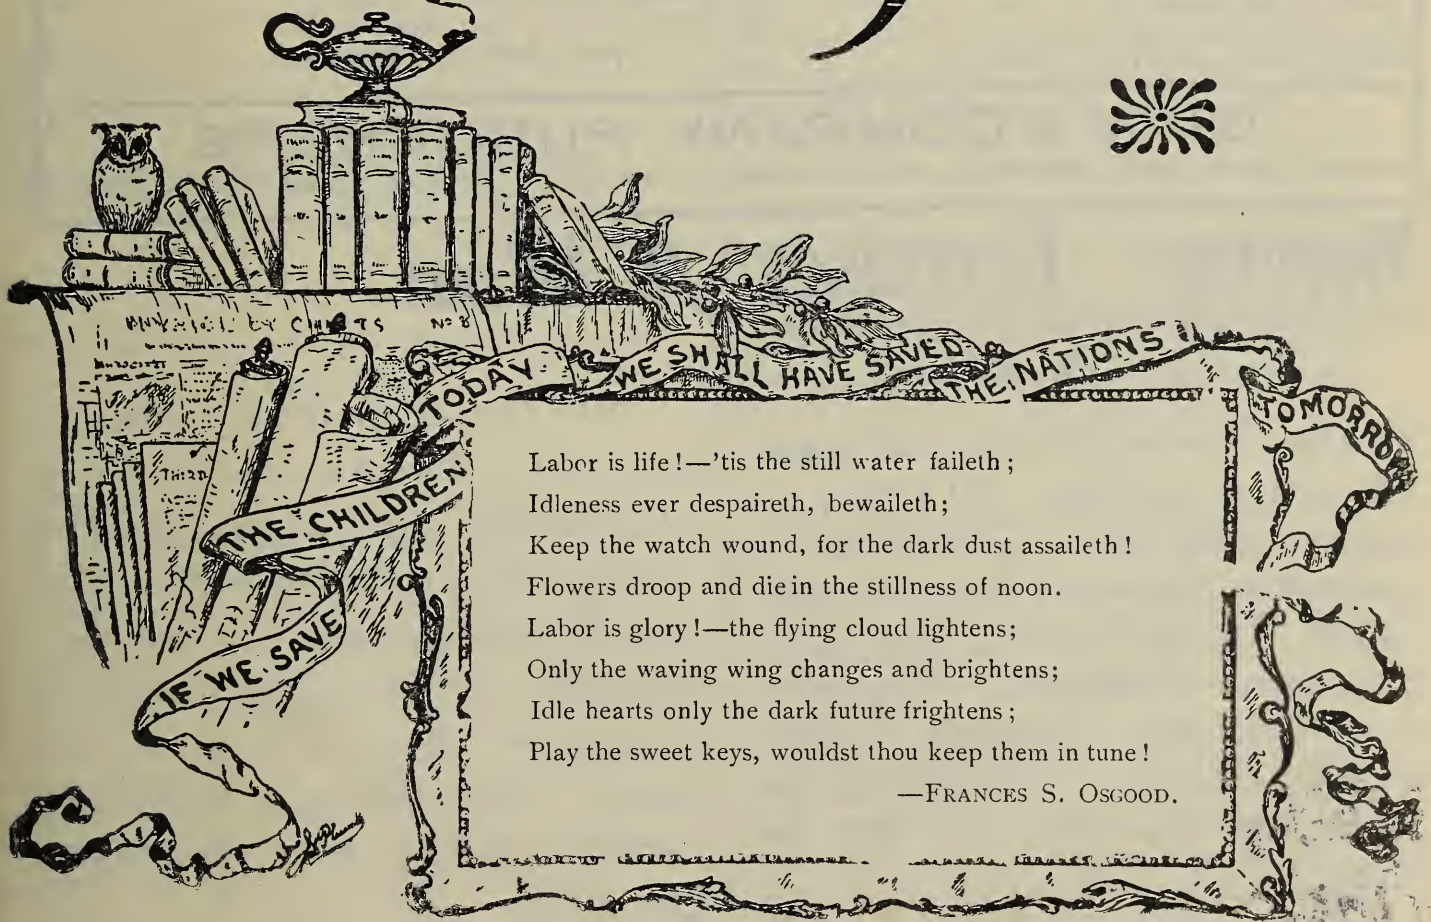 No 8
THIRD
IF WE SAVE
THE CHILDREN
TODAY
WE SHALL HAVE SAVED
THE NATIONS
TOMORROW
Labor is life!—’tis the still water faileth;
Idleness ever despaireth, bewaileth;
Keep the watch wound, for the dark dust assaileth!
Flowers droop and die in the stillness of noon.
Labor is glory!—the flying cloud lightens;
Only the waving wing changes and brightens;
Idle hearts only the dark future frightens;
Play the sweet keys, wouldst thou keep them in tune!
—FRANCES S. OSGOOD.